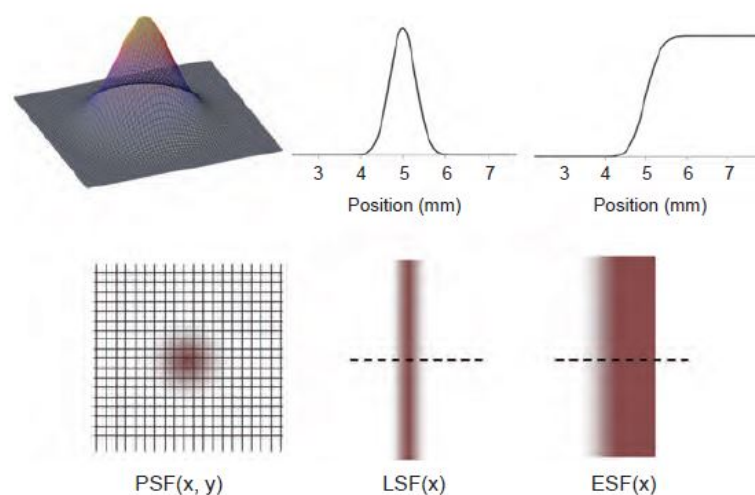 3 4 5 6 7
Position (mm)
3 4 5 6 7
Position (mm)
PSF(x, y)
LSF(x)
ESF(x)